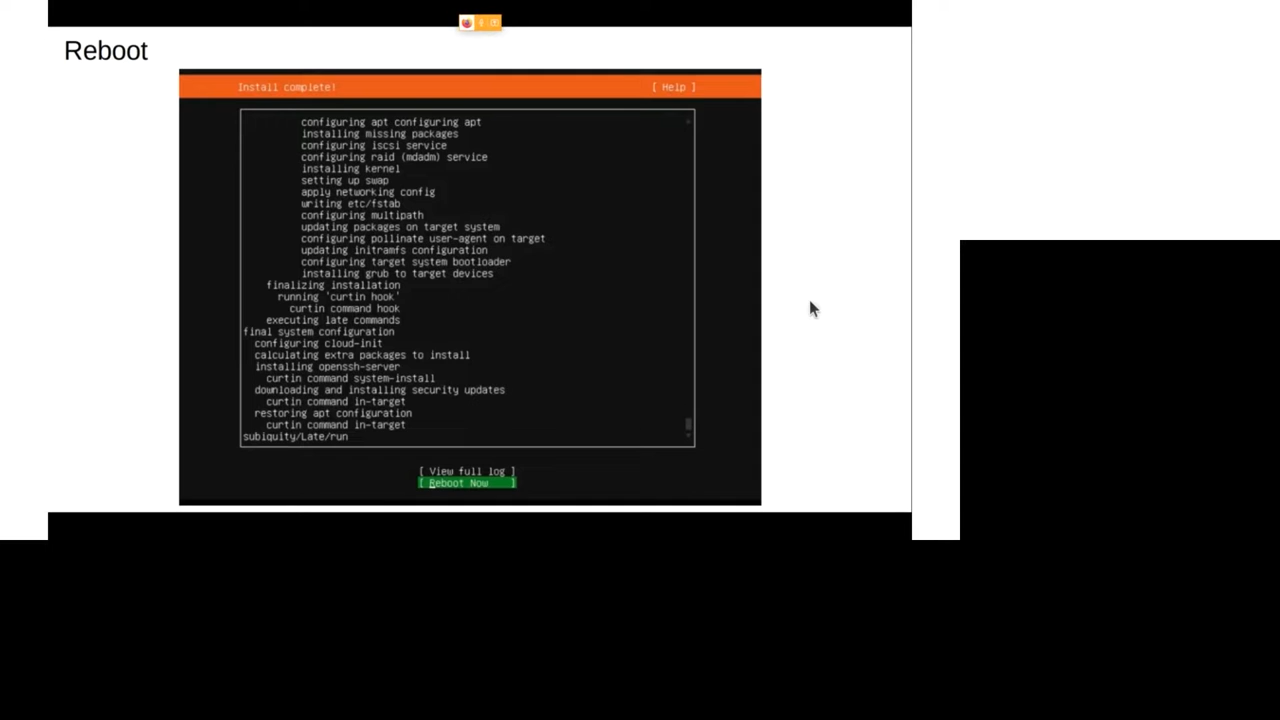 Reboot
Install complete! [ Help ]
configuring apt configuring apt
installing missing packages
configuring iscsi service
configuring raid (mdadm) service
installing kernel
setting up swap
apply networking config
writing etc/fstab
configuring multipath
updating packages on target system
configuring pollinate user-agent on target
updating initramfs configuration
configuring target system bootloader
installing grub to target devices
finalizing installation
running 'curtin hook'
curtin command hook
executing late commands
final system configuration
configuring cloud-init
calculating extra packages to install
installing openssh-server
curtin command system-install
downloading and installing security updates
curtin command in-target
restoring apt configuration
curtin command in-target
subiquity/Late/run
[ View full log ]
[ Reboot Now ]